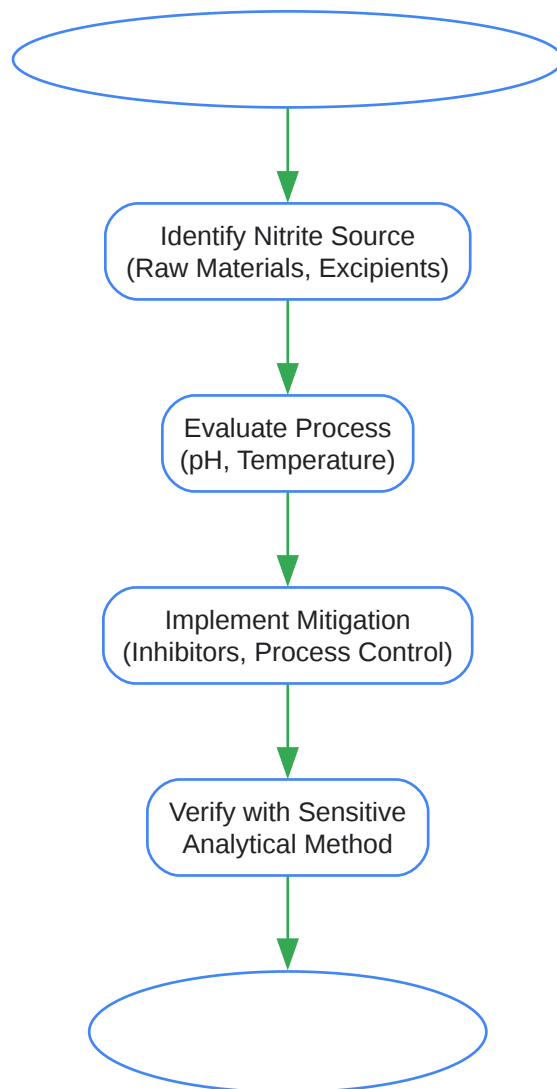 Identify Nitrite Source
(Raw Materials, Excipients)
Evaluate Process
(pH, Temperature)
Implement Mitigation
(Inhibitors, Process Control)
Verify with Sensitive
Analytical Method